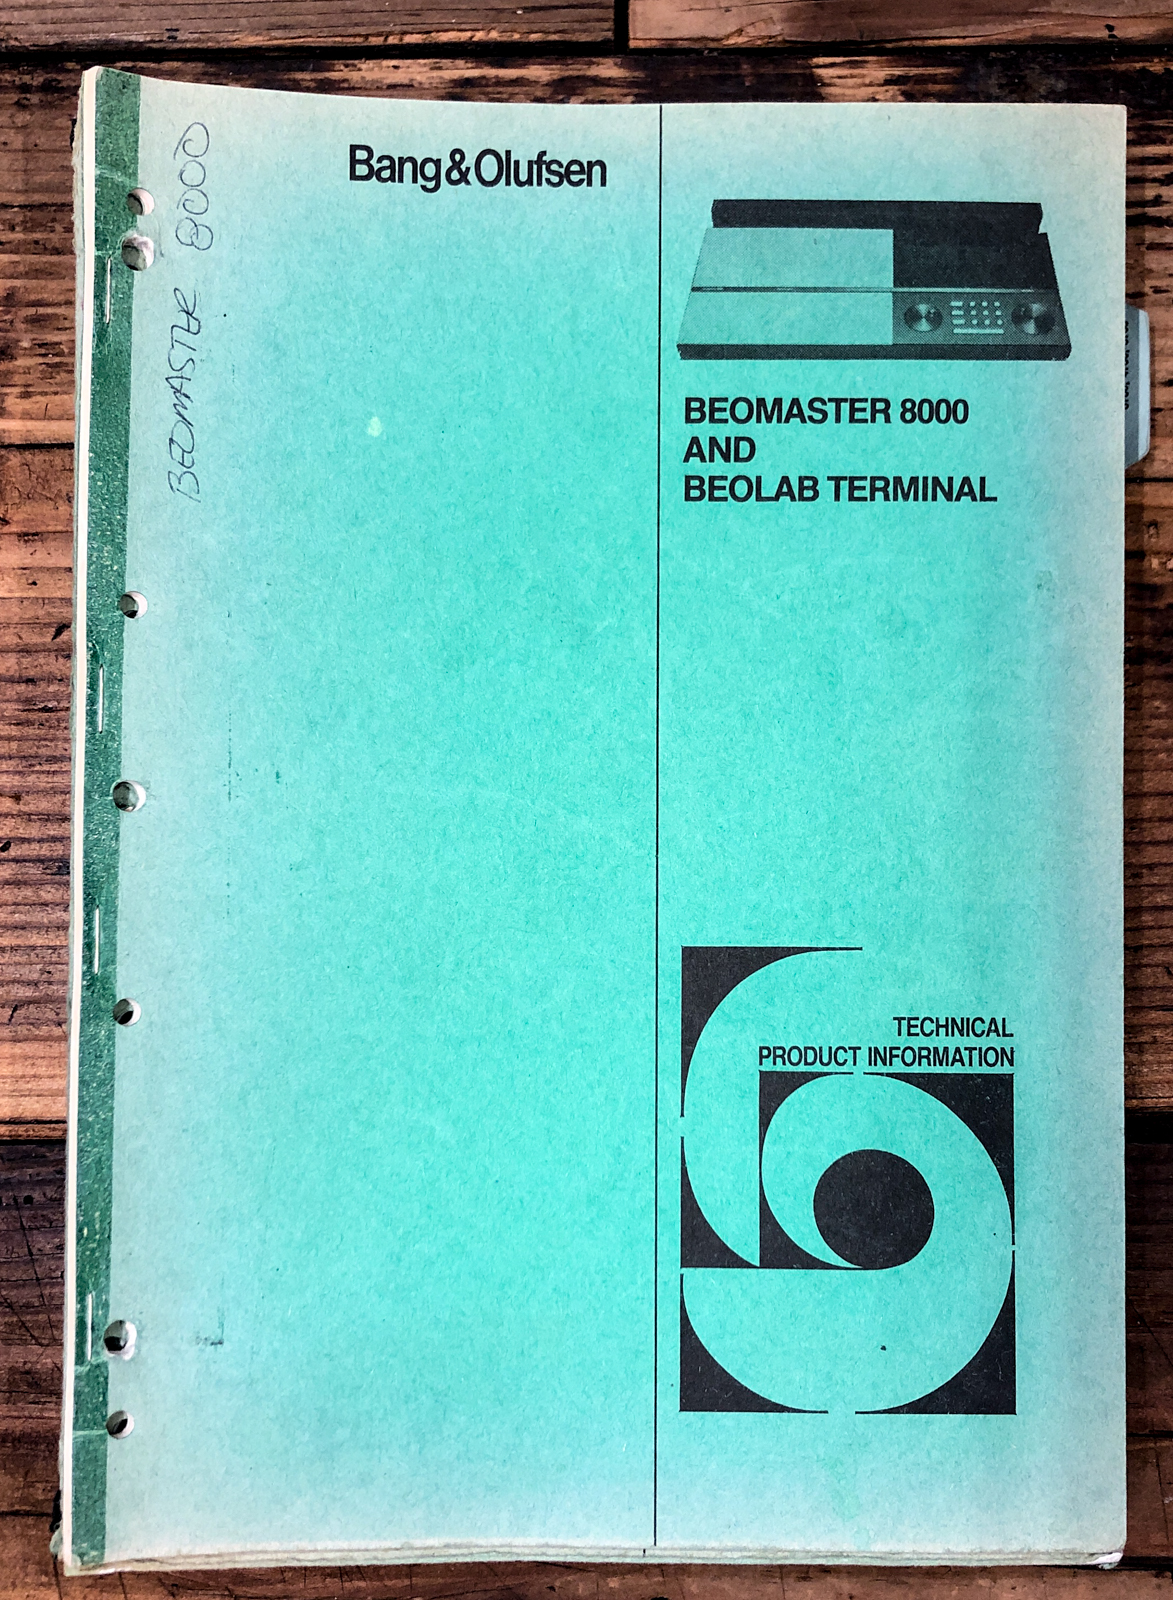 Bang&Olufsen
BEOMASTER 8000
BEOMASTER 8000
AND
BEOLAB TERMINAL
TECHNICAL
PRODUCT INFORMATION